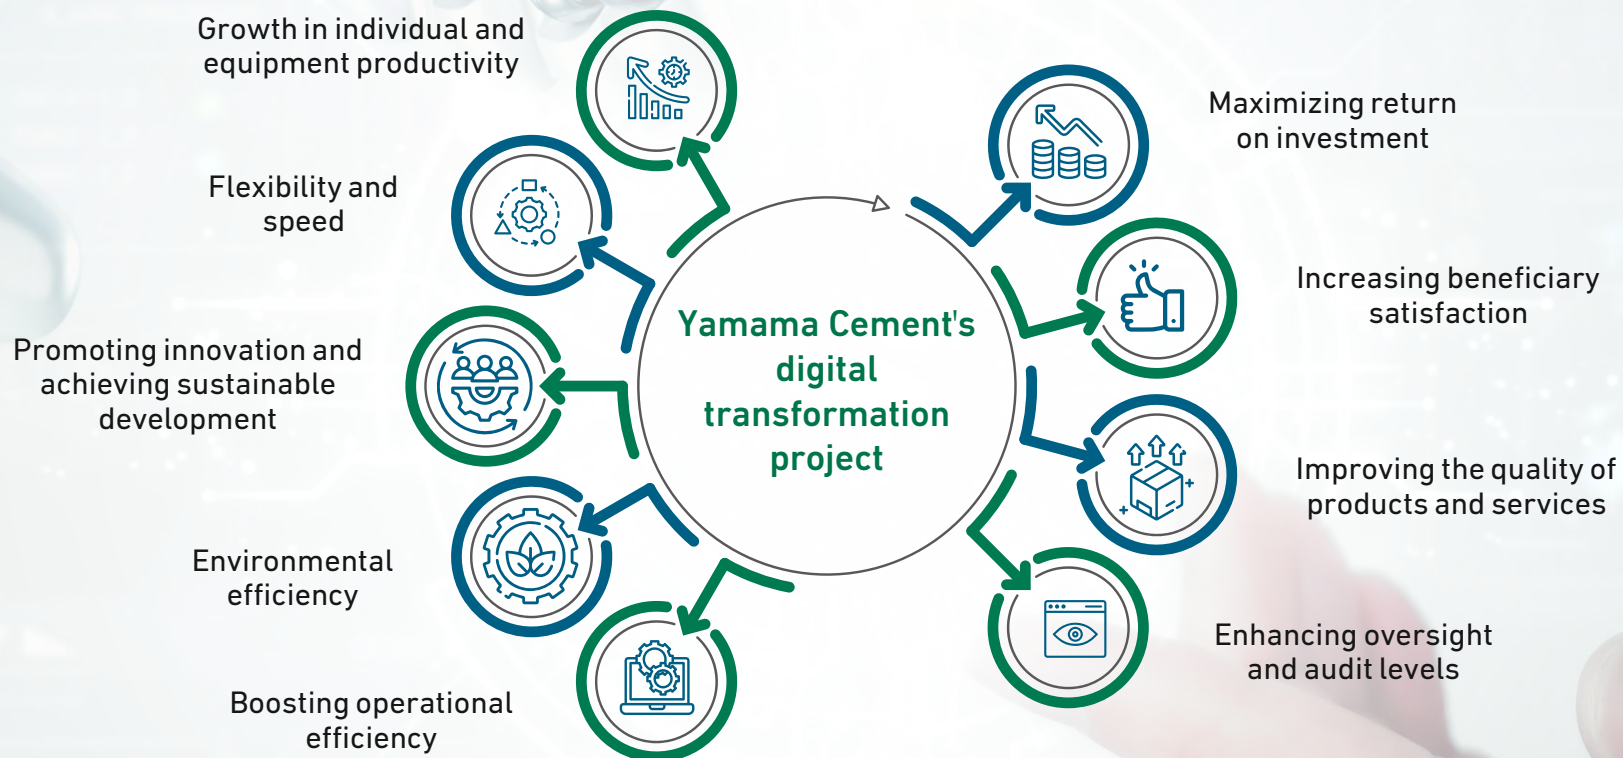 Growth in individual and
equipment productivity
Flexibility and
speed
Promoting innovation and
achieving sustainable
development
Environmental
efficiency
Boosting operational
efficiency
Yamama Cement's
digital
transformation
project
Maximizing return
on investment
Increasing beneficiary
satisfaction
Improving the quality of
products and services
Enhancing oversight
and audit levels